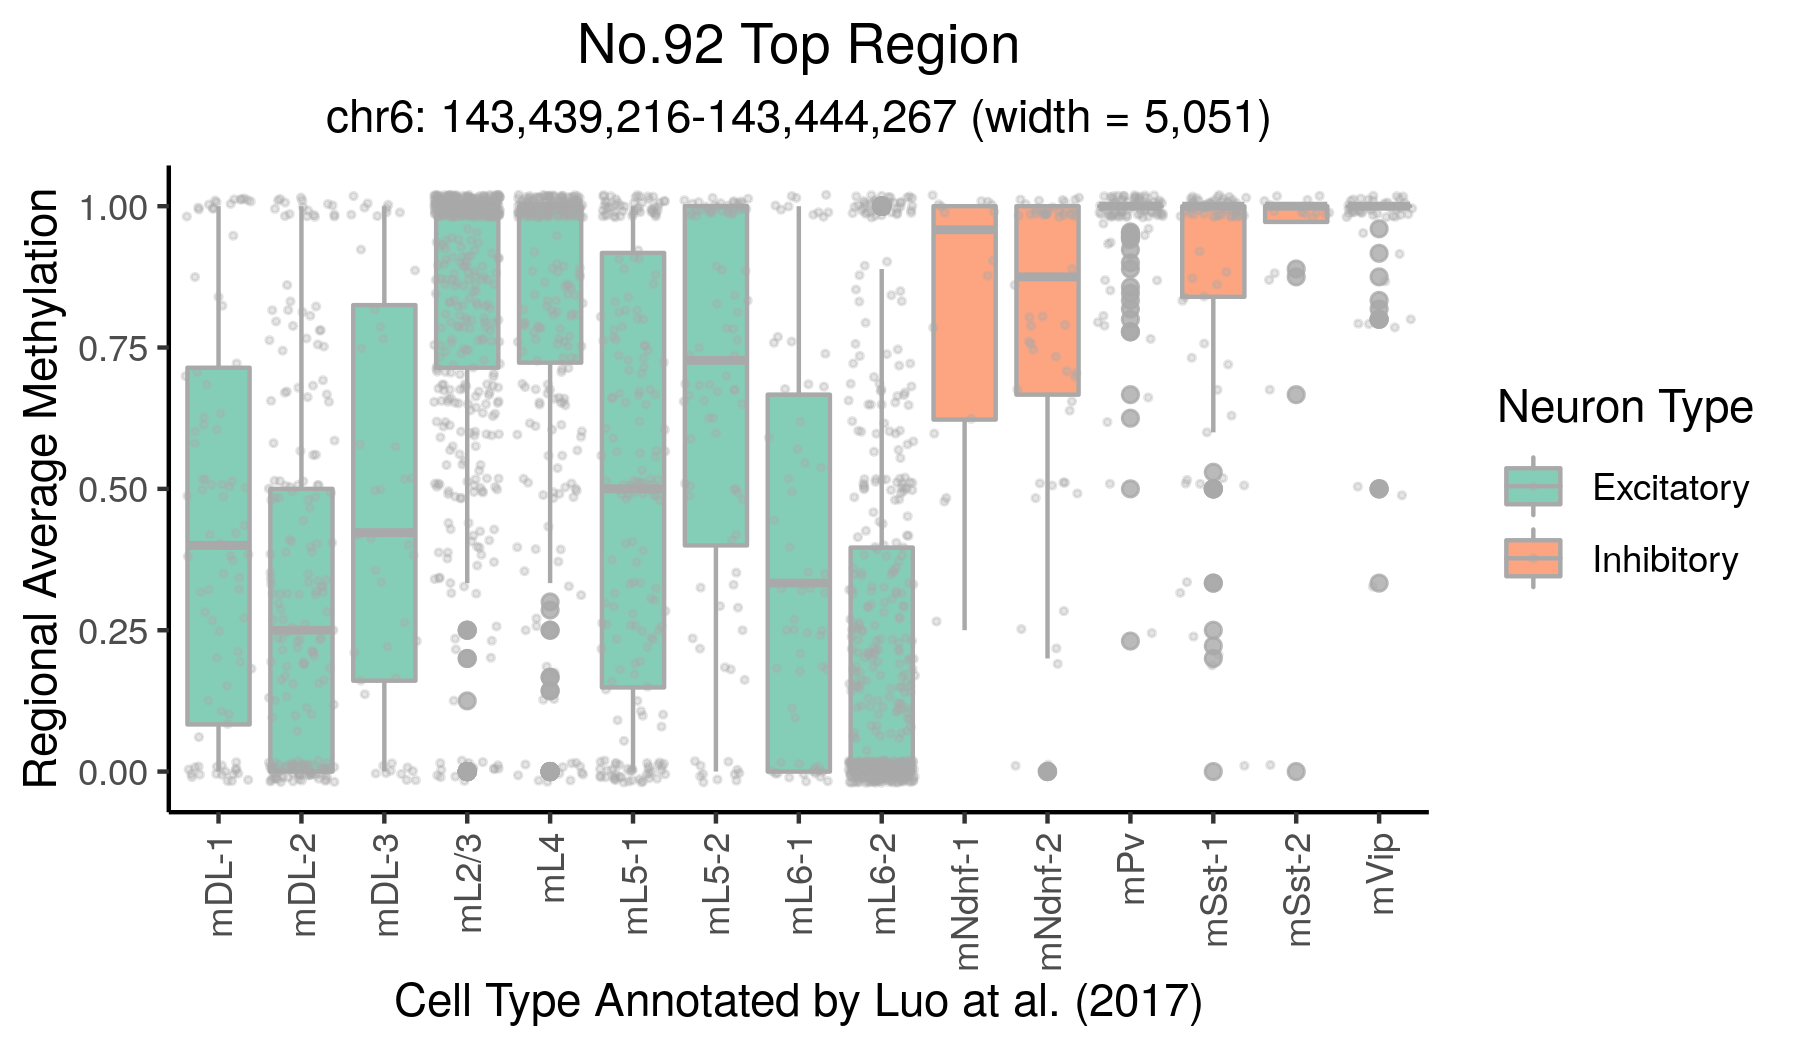 No.92 Top Region
chr6: 143,439,216-143,444,267 (width = 5,051)
Regional Average Methylation
1.00
0.75
0.50
0.25
0.00
mDL-1
mDL-2
mDL-3
mL2/3
mL4
mL5-1
mL5-2
mL6-1
mL6-2
mNdnf-1
mNdnf-2
mPv
mSst-1
mSst-2
mVip
Cell Type Annotated by Luo at al. (2017)
Neuron Type
Excitatory
Inhibitory